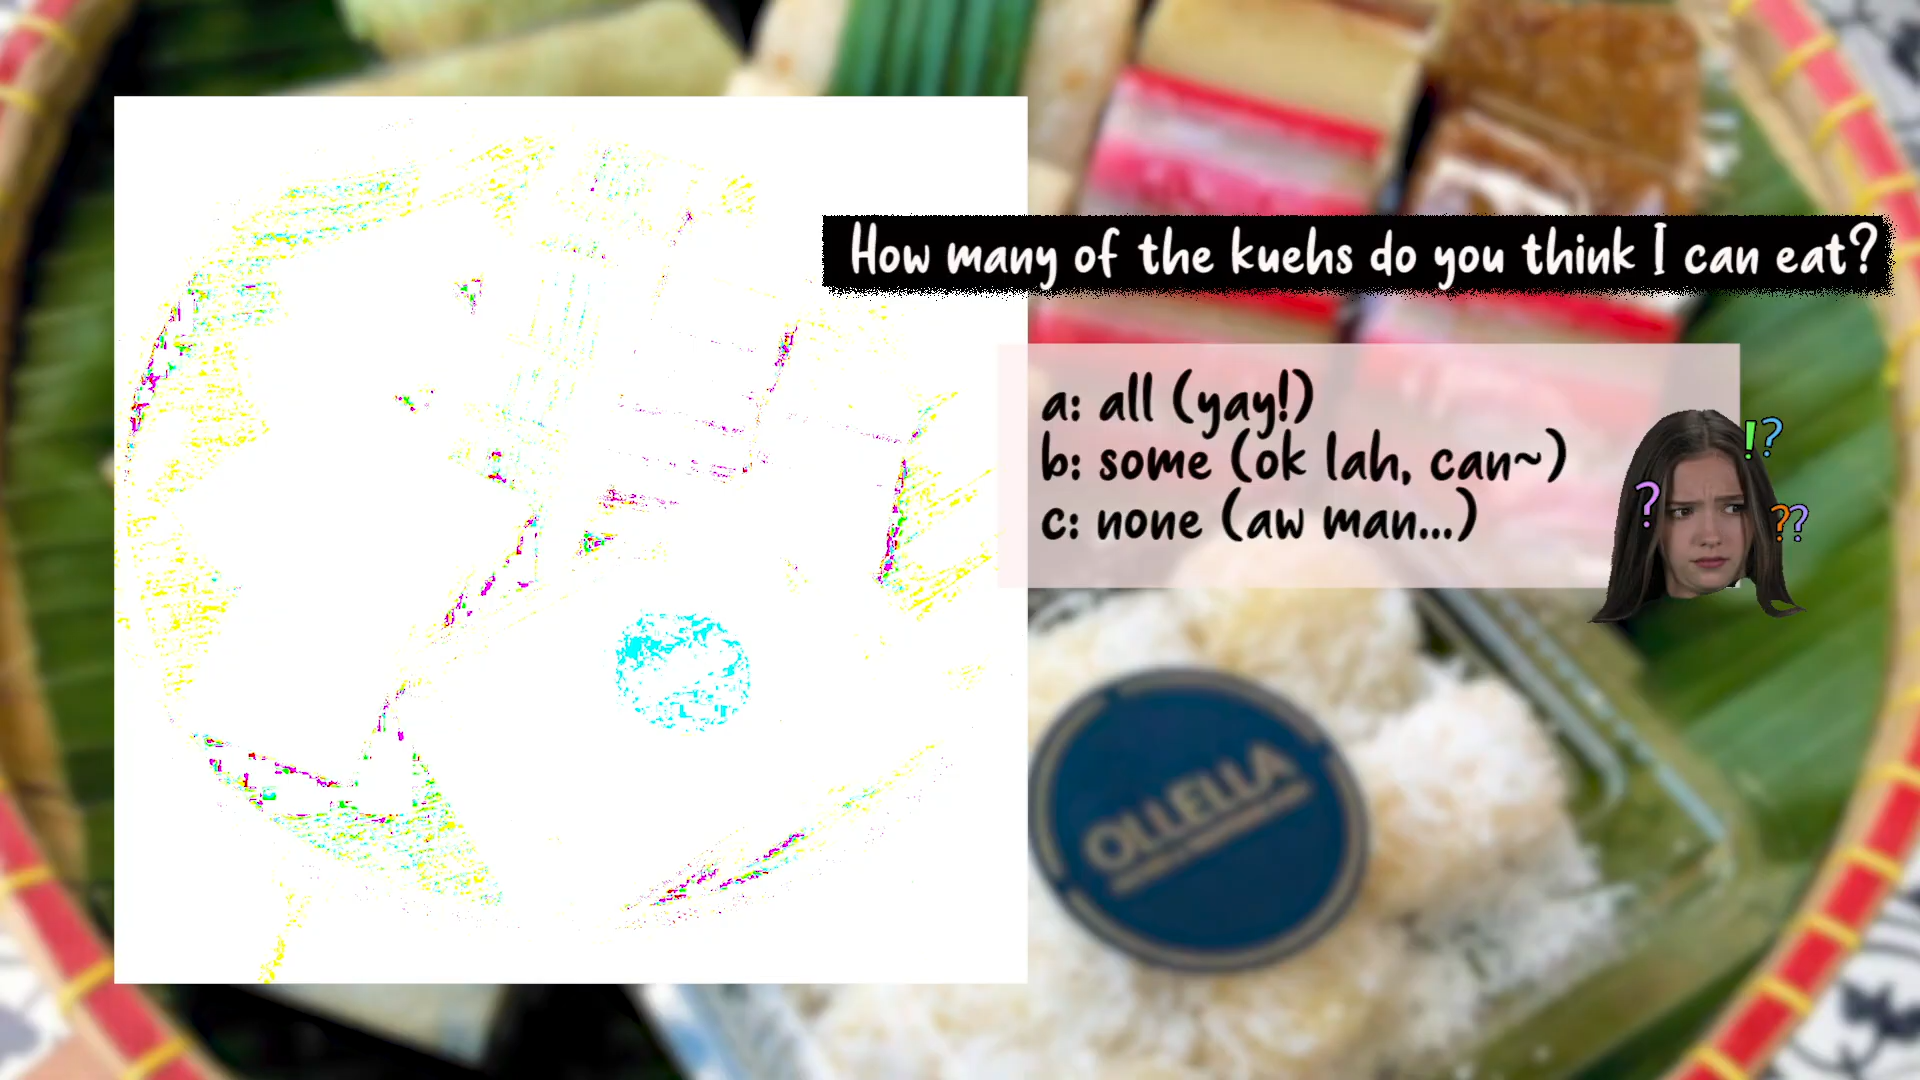 How many of the kuehs do you think I can eat?
a: all (yay!)
b: some (ok lah, can~)
c: none (aw man...)
!?
?
??
OLLELLA